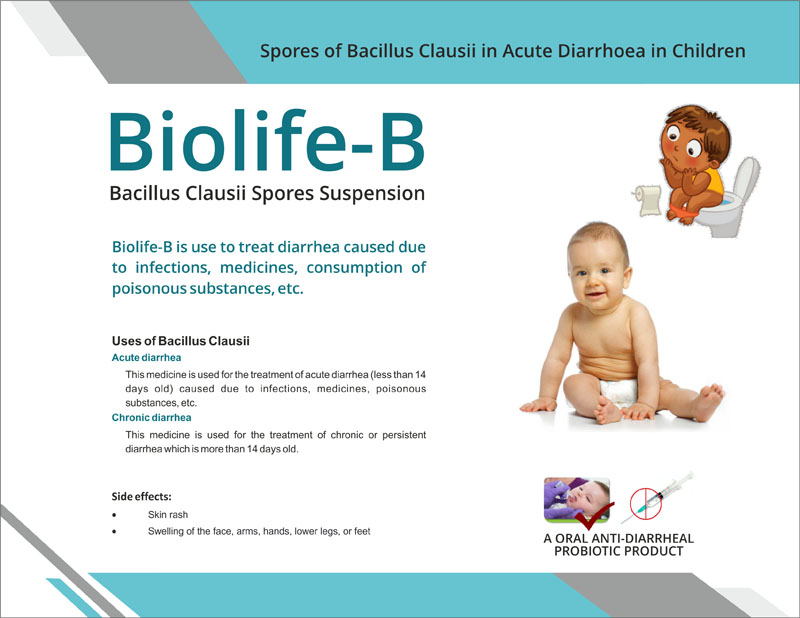 Spores of Bacillus Clausii in Acute Diarrhoea in Children
Biolife-B
Bacillus Clausii Spores Suspension
Biolife-B is use to treat diarrhea caused due
to infections, medicines, consumption of
poisonous substances, etc.
Uses of Bacillus Clausii
Acute diarrhea
This medicine is used for the treatment of acute diarrhea (less than 14
days old) caused due to infections, medicines, poisonous
substances, etc.
Chronic diarrhea
This medicine is used for the treatment of chronic or persistent
diarrhea which is more than 14 days old.
Side effects:
• Skin rash
• Swelling of the face, arms, hands, lower legs, or feet
A ORAL ANTI-DIARRHEAL
PROBIOTIC PRODUCT